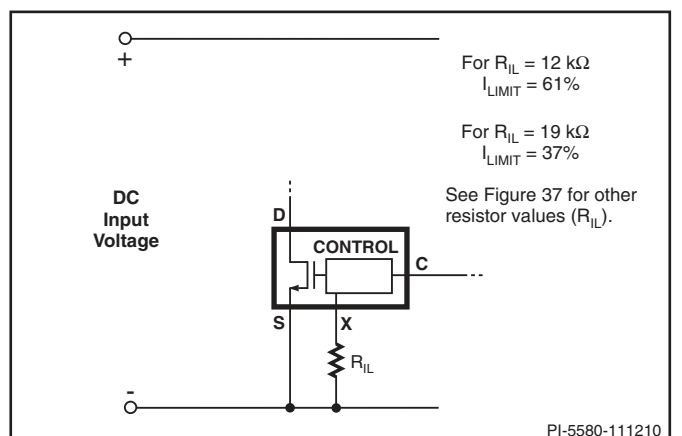 +
For R_IL = 12 kΩ
I_LIMIT = 61%
For R_IL = 19 kΩ
I_LIMIT = 37%
See Figure 37 for other
resistor values (R_IL).
DC
Input
Voltage
D
CONTROL
C
S
X
R_IL
-
PI-5580-111210